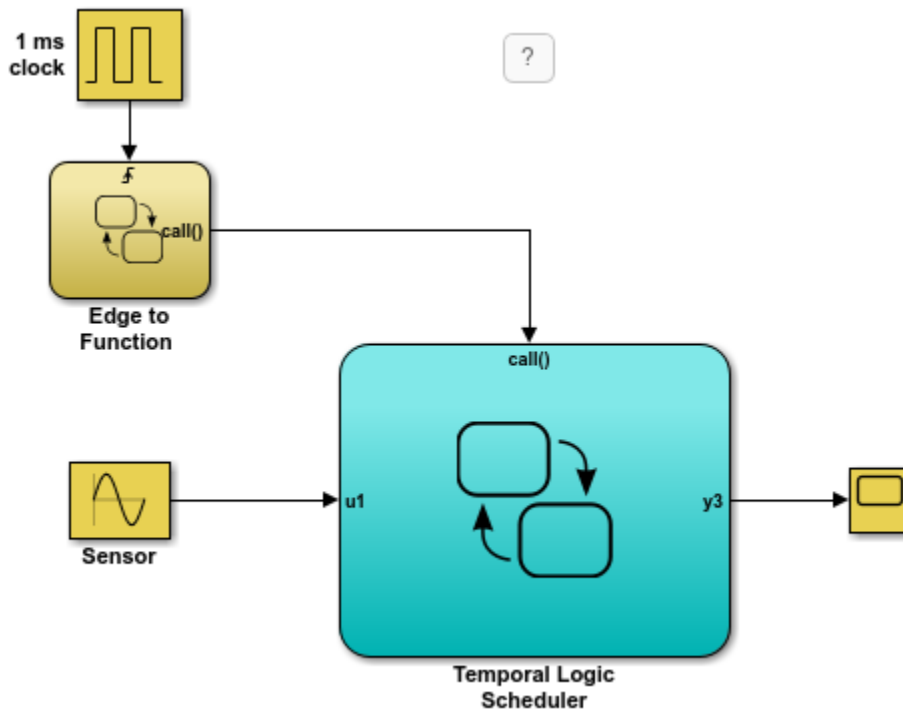 1 ms
clock
?
call()
Edge to
Function
call()
u1
y3
Sensor
Temporal Logic
Scheduler